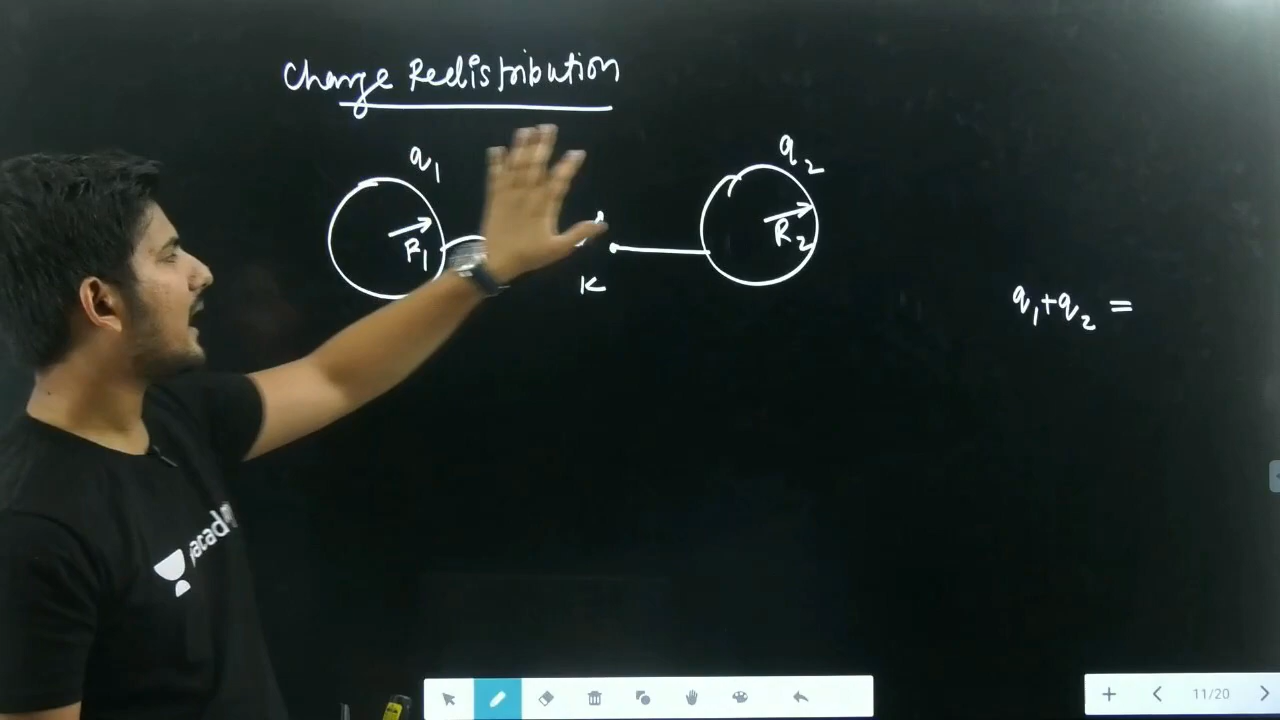 Charge Redistribution
q₁
q₂
R₁
R₂
K
q₁+q₂ =
11/20